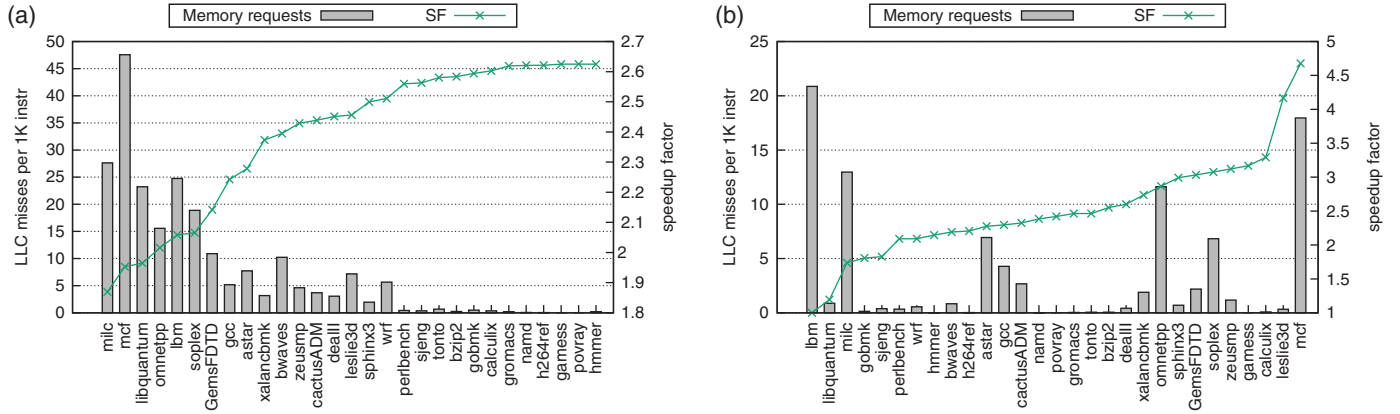 (a)
Memory requests
SF
LLC misses per 1K instr
50
45
40
35
30
25
20
15
10
5
0
2.7
2.6
2.5
2.4
2.3
2.2
2.1
2
1.9
1.8
speedup factor
milc
mcf
libquantum
omnetpp
lbm
soplex
GemsFDTD
gcc
astar
xalancbmk
bwaves
zeusmp
cactusADM
dealII
leslie3d
sphinx3
wrf
perlbench
sjeng
tonto
bzip2
gobmk
calculix
gromacs
namd
h264ref
gamess
povray
hmmer
(b)
Memory requests
SF
LLC misses per 1K instr
25
20
15
10
5
0
5
4.5
4
3.5
3
2.5
2
1.5
1
speedup factor
lbm
libquantum
milc
gobmk
sjeng
perlbench
wrf
hmmer
bwaves
h264ref
astar
gcc
cactusADM
namd
povray
gromacs
tonto
bzip2
dealII
xalancbmk
omnetpp
sphinx3
GemsFDTD
soplex
zeusmp
gamess
calculix
leslie3d
mcf